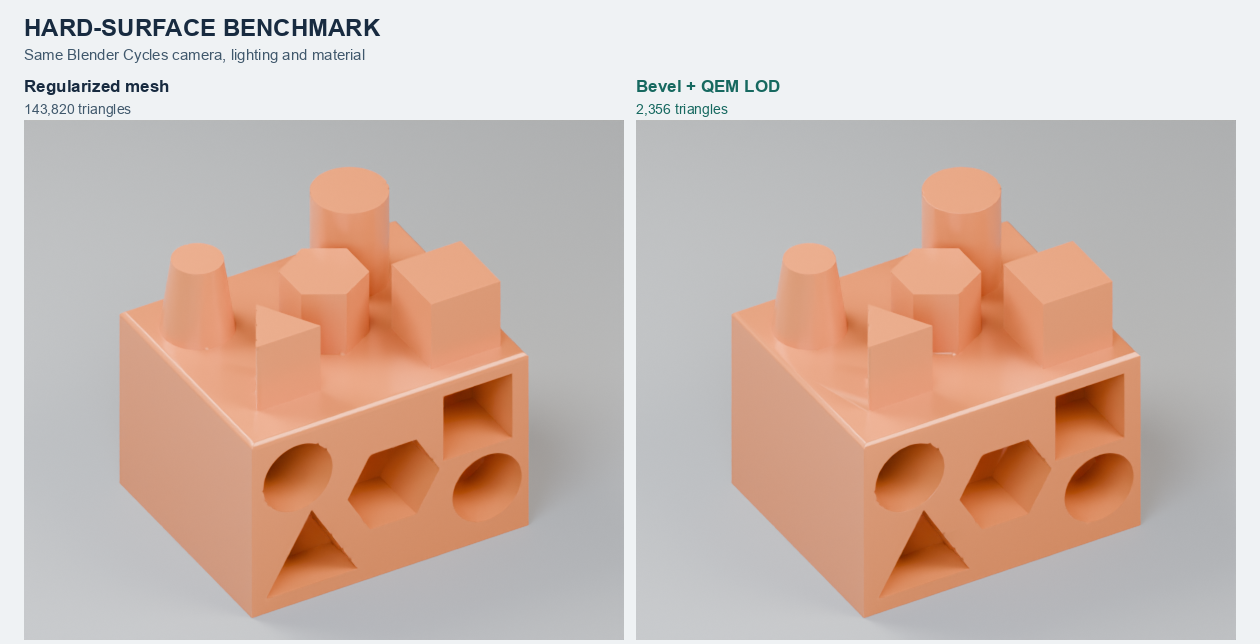 HARD-SURFACE BENCHMARK
Same Blender Cycles camera, lighting and material
Regularized mesh
143,820 triangles
Bevel + QEM LOD
2,356 triangles